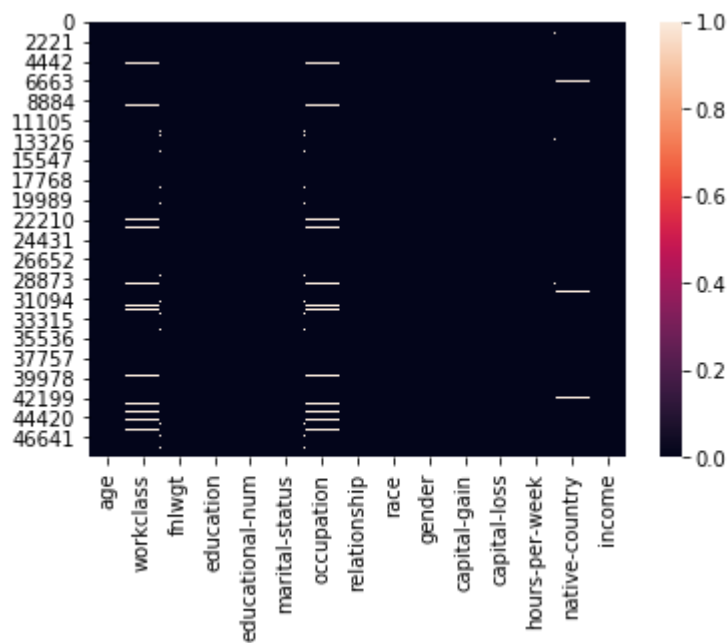 0
2221
4442
6663
8884
11105
13326
15547
17768
19989
22210
24431
26652
28873
31094
33315
35536
37757
39978
42199
44420
46641
1.0
0.8
0.6
0.4
0.2
0.0
age
workclass
fnlwgt
education
educational-num
marital-status
occupation
relationship
race
gender
capital-gain
capital-loss
hours-per-week
native-country
income